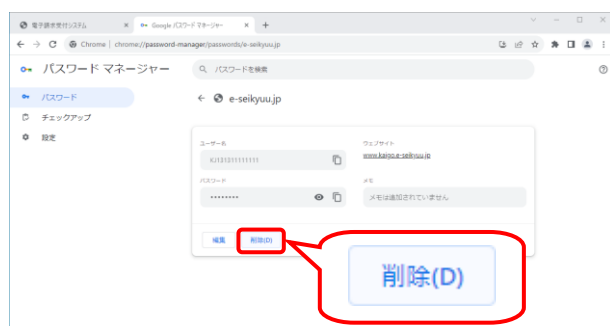 電子請求受付システム
Google パスワード マネージャー
Chrome | chrome://password-manager/passwords/e-seikyuu.jp
パスワード マネージャー
パスワードを検索
パスワード
e-seikyuu.jp
チェックアップ
設定
ユーザー名
ウェブサイト
www.kaigo.e-seikyuu.jp
パスワード
メモ
メモは追加されていません
編集
削除(D)
削除(D)